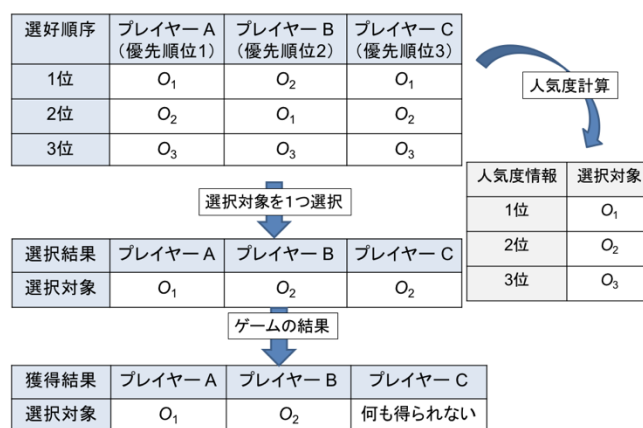 選好順序 プレイヤー A (優先順位1) プレイヤー B (優先順位2) プレイヤー C (優先順位3)
1位 O1 O2 O1
2位 O2 O1 O2
3位 O3 O3 O3
人気度計算
人気度情報 選択対象
1位 O1
2位 O2
3位 O3
選択対象を1つ選択
選択結果 プレイヤー A プレイヤー B プレイヤー C
選択対象 O1 O2 O2
ゲームの結果
獲得結果 プレイヤー A プレイヤー B プレイヤー C
選択対象 O1 O2 何も得られない